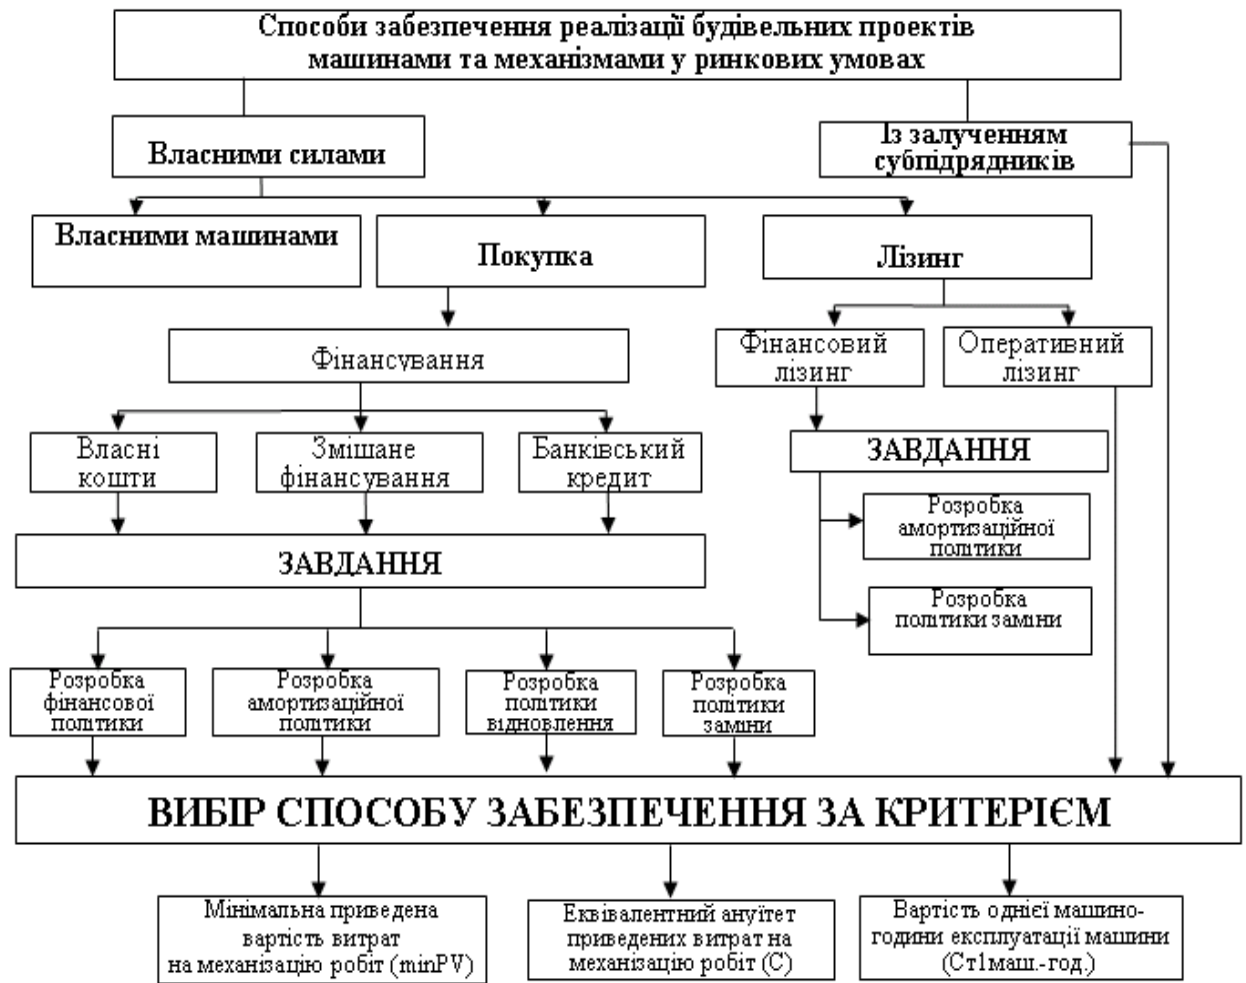 Способи забезпечення реалізації будівельних проектів
машинами та механізмами у ринкових умовах
Власними силами
Із залученням
субпідрядників
Власними машинами
Покупка
Лізинг
Фінансування
Фінансовий
лізинг
Оперативний
лізинг
Власні
кошти
Змішане
фінансування
Банківський
кредит
ЗАВДАННЯ
Розробка
амортизаційної
політики
Розробка
політики заміни
ЗАВДАННЯ
Розробка
фінансової
політики
Розробка
амортизаційної
політики
Розробка
політики
відновлення
Розробка
політики
заміни
ВИБІР СПОСОБУ ЗАБЕЗПЕЧЕННЯ ЗА КРИТЕРІЄМ
Мінімальна приведена
вартість витрат
на механізацію робіт (minPV)
Еквівалентний ануїтет
приведених витрат на
механізацію робіт (С)
Вартість однієї машино-
години експлуатації машини
(Ст1маш.-год.)